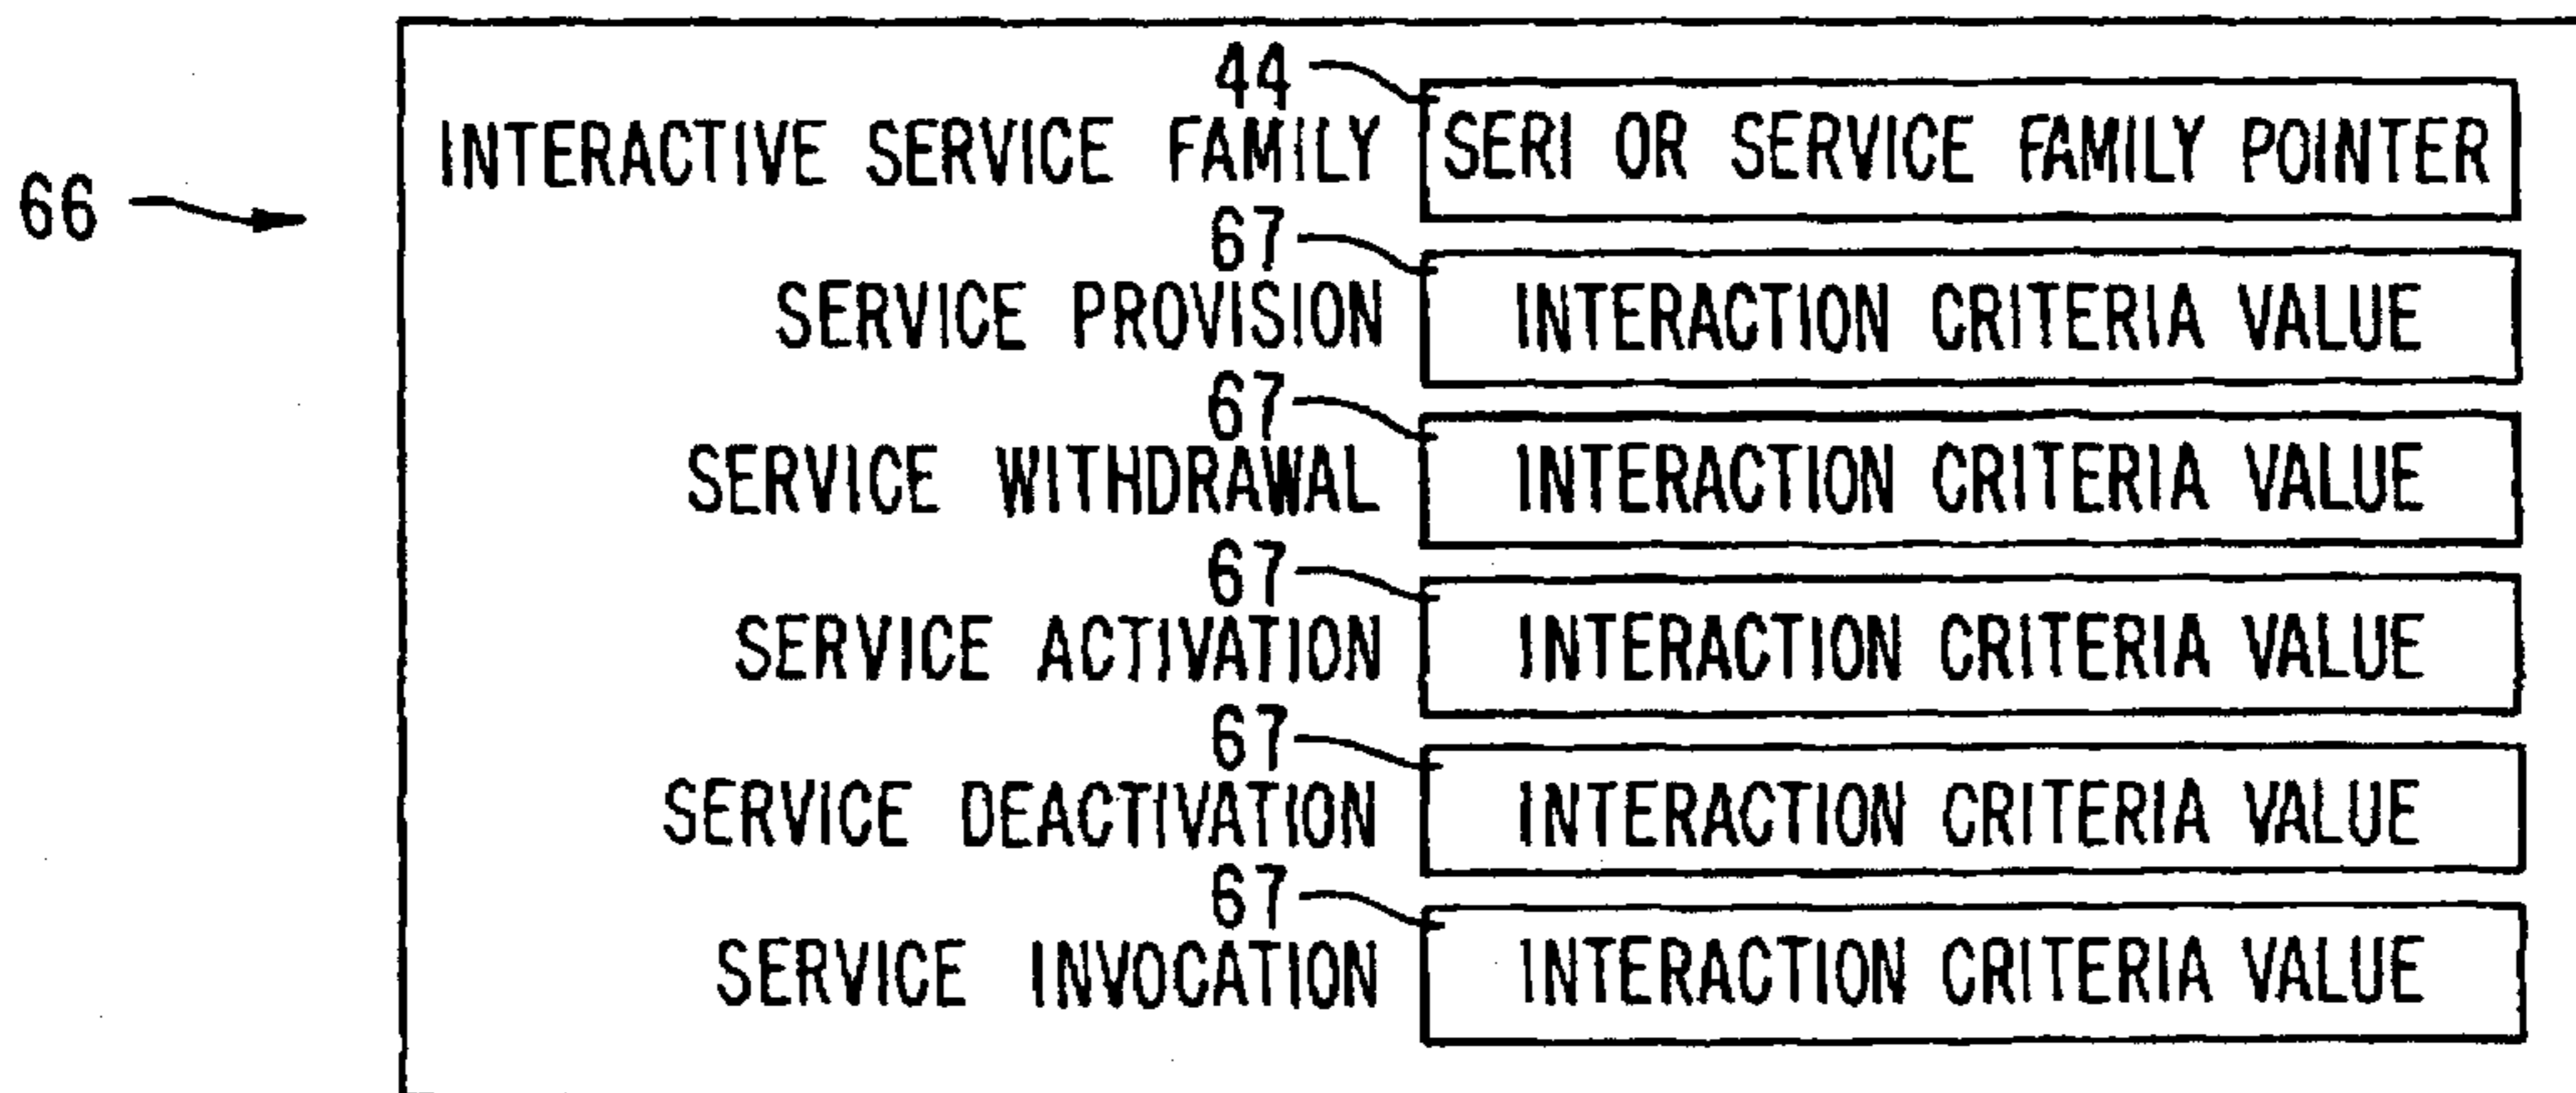 44
INTERACTIVE SERVICE FAMILY SERI OR SERVICE FAMILY POINTER
66
67
SERVICE PROVISION INTERACTION CRITERIA VALUE
67
SERVICE WITHDRAWAL INTERACTION CRITERIA VALUE
67
SERVICE ACTIVATION INTERACTION CRITERIA VALUE
67
SERVICE DEACTIVATION INTERACTION CRITERIA VALUE
67
SERVICE INVOCATION INTERACTION CRITERIA VALUE